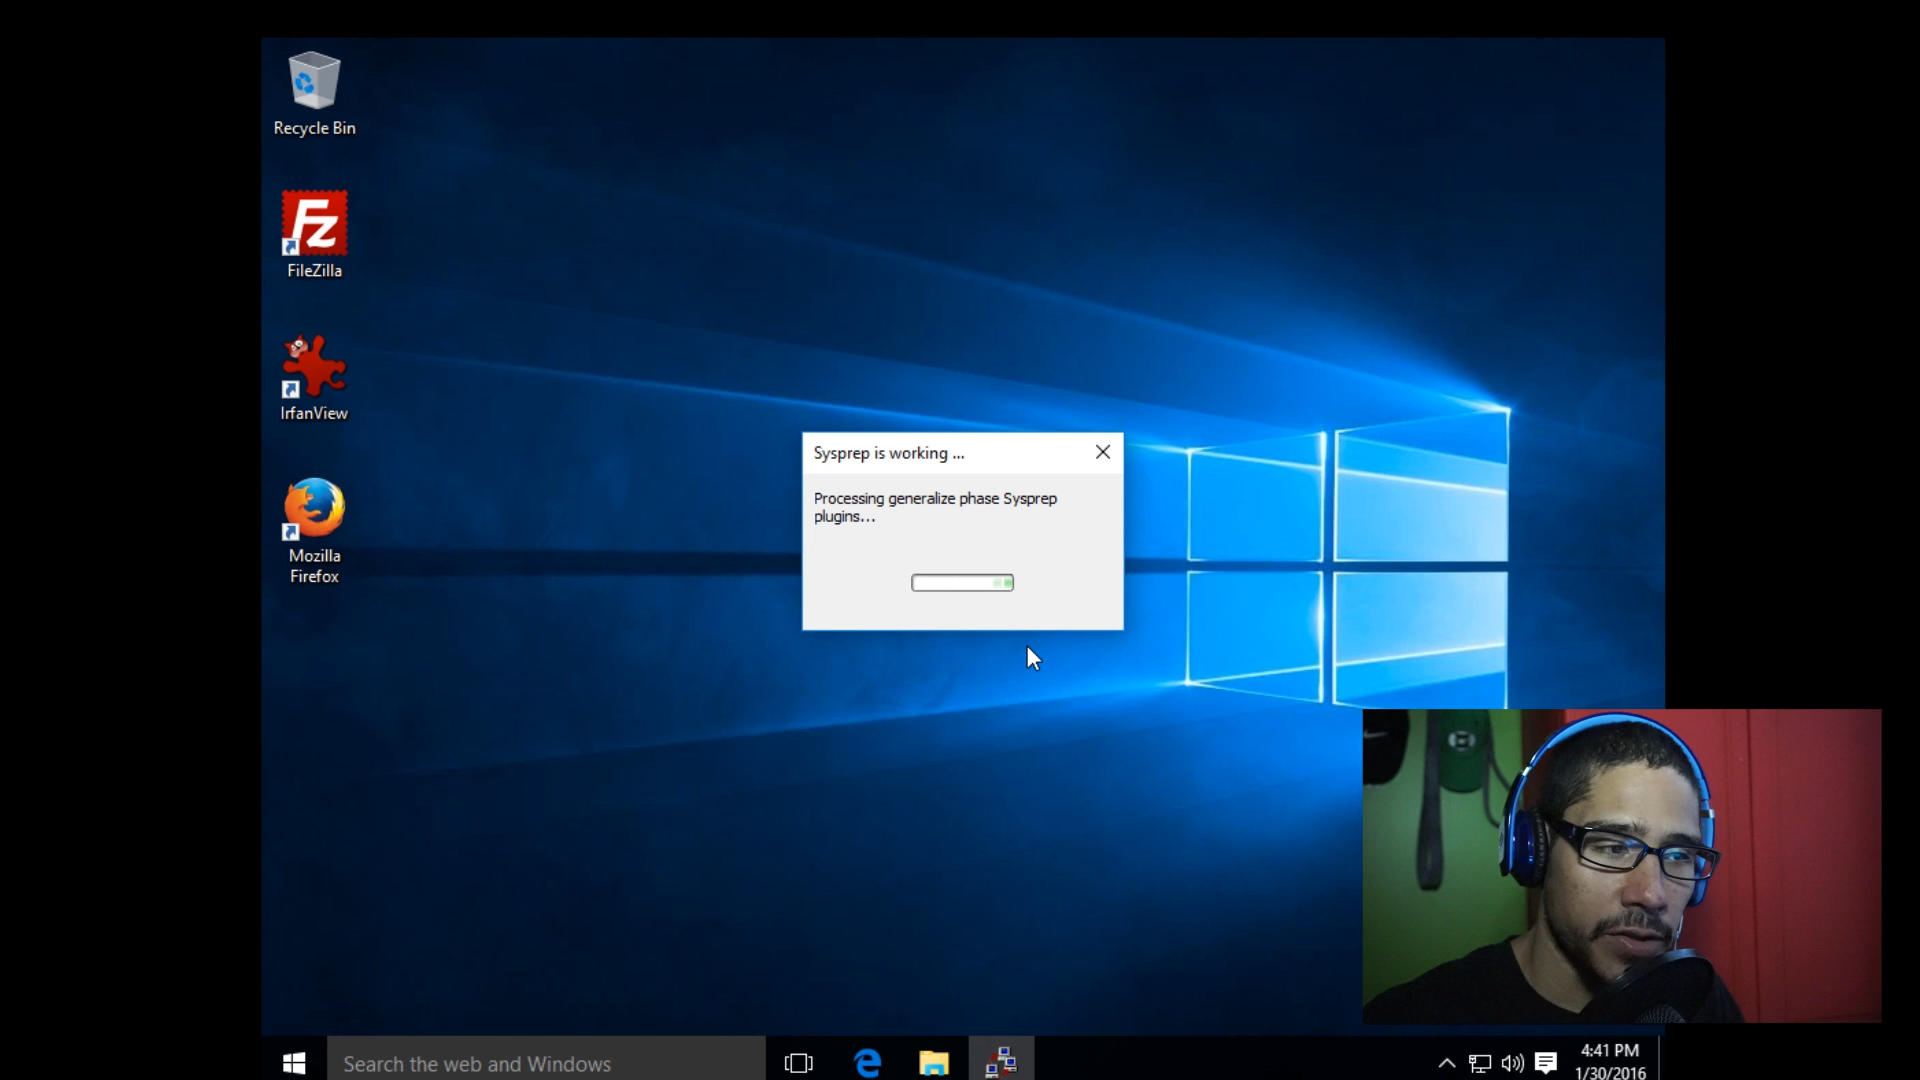 Recycle Bin
Fz
FileZilla
IrfanView
Mozilla
Firefox
Sysprep is working ...
Processing generalize phase Sysprep
plugins...
Search the web and Windows
4:41 PM
1/30/2016